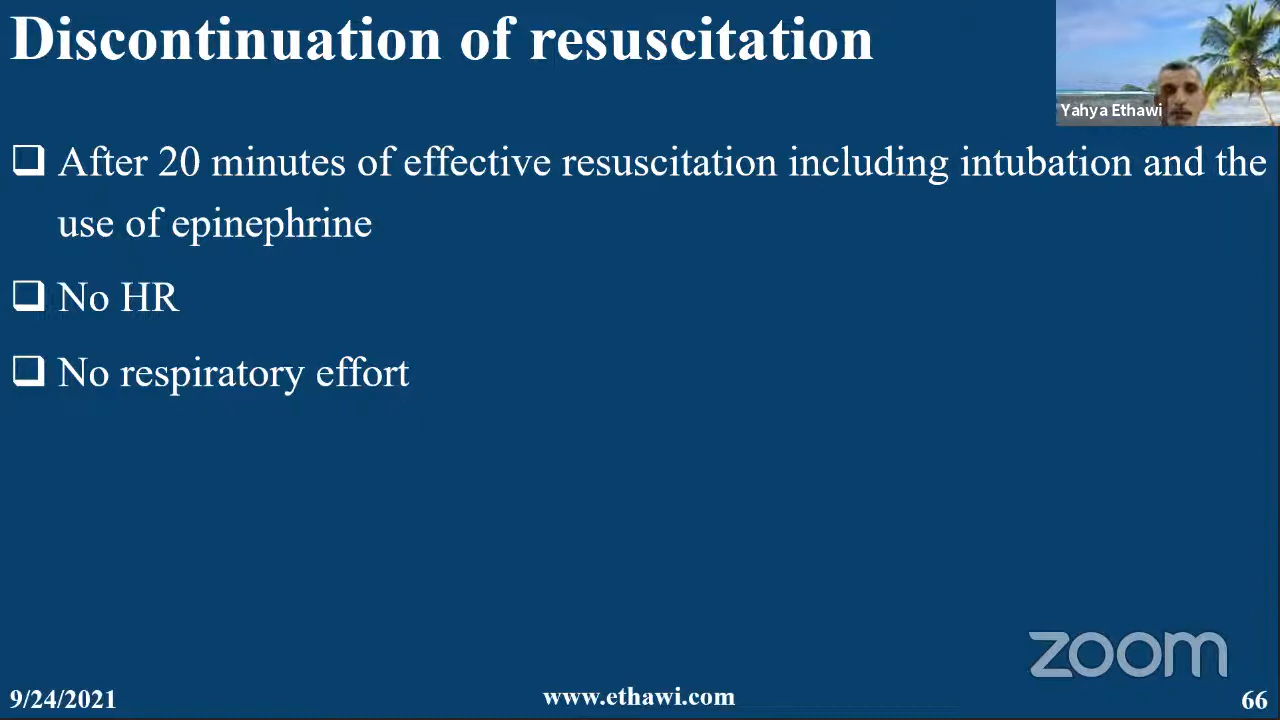 Discontinuation of resuscitation
Yahya Ethawi
❑ After 20 minutes of effective resuscitation including intubation and the
use of epinephrine
❑ No HR
❑ No respiratory effort
zoom
9/24/2021
www.ethawi.com
66